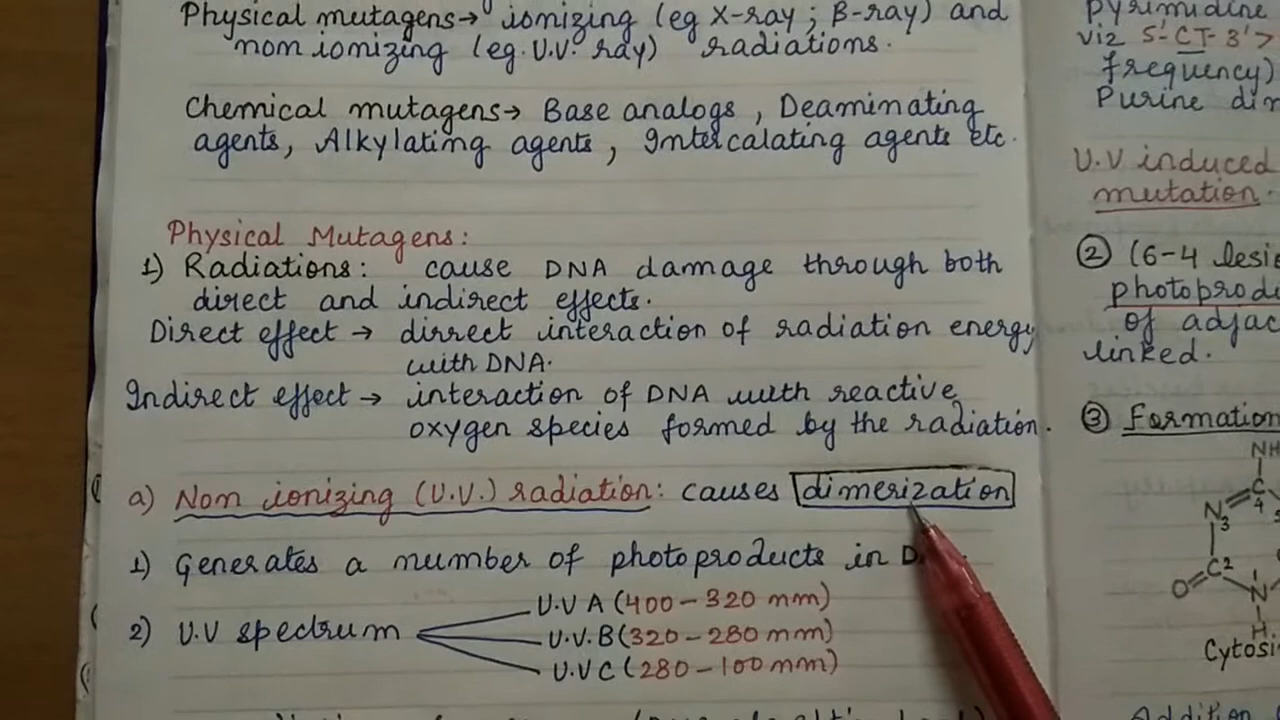 Physical mutagens→ ionizing (eg X-ray ; β-ray) and
non ionizing (eg. U.V. ray) radiations.
Chemical mutagens→ Base analogs , Deaminating
agents, Alkylating agents , Intercalating agents etc.
Physical Mutagens:
1) Radiations: cause DNA damage through both
direct and indirect effects.
Direct effect → dirrect interaction of radiation energy
with DNA.
Indirect effect → interaction of DNA with reactive
oxygen species formed by the radiation.
a) Non ionizing (U.V.) radiation: causes dimerization
1) Generates a number of photoproducts in D
2) U.V spectrum
U.V A (400-320 nm)
U.V.B (320-280 nm)
U.V C (280-100 nm)
pyrimidine
viz 5'-CT-3' >
frequency)
Purine
U.V induced
mutation.
② (6-4
of
linked.
③ Formation
NH
C
4
N
3
C 2
O
N
H
Addition